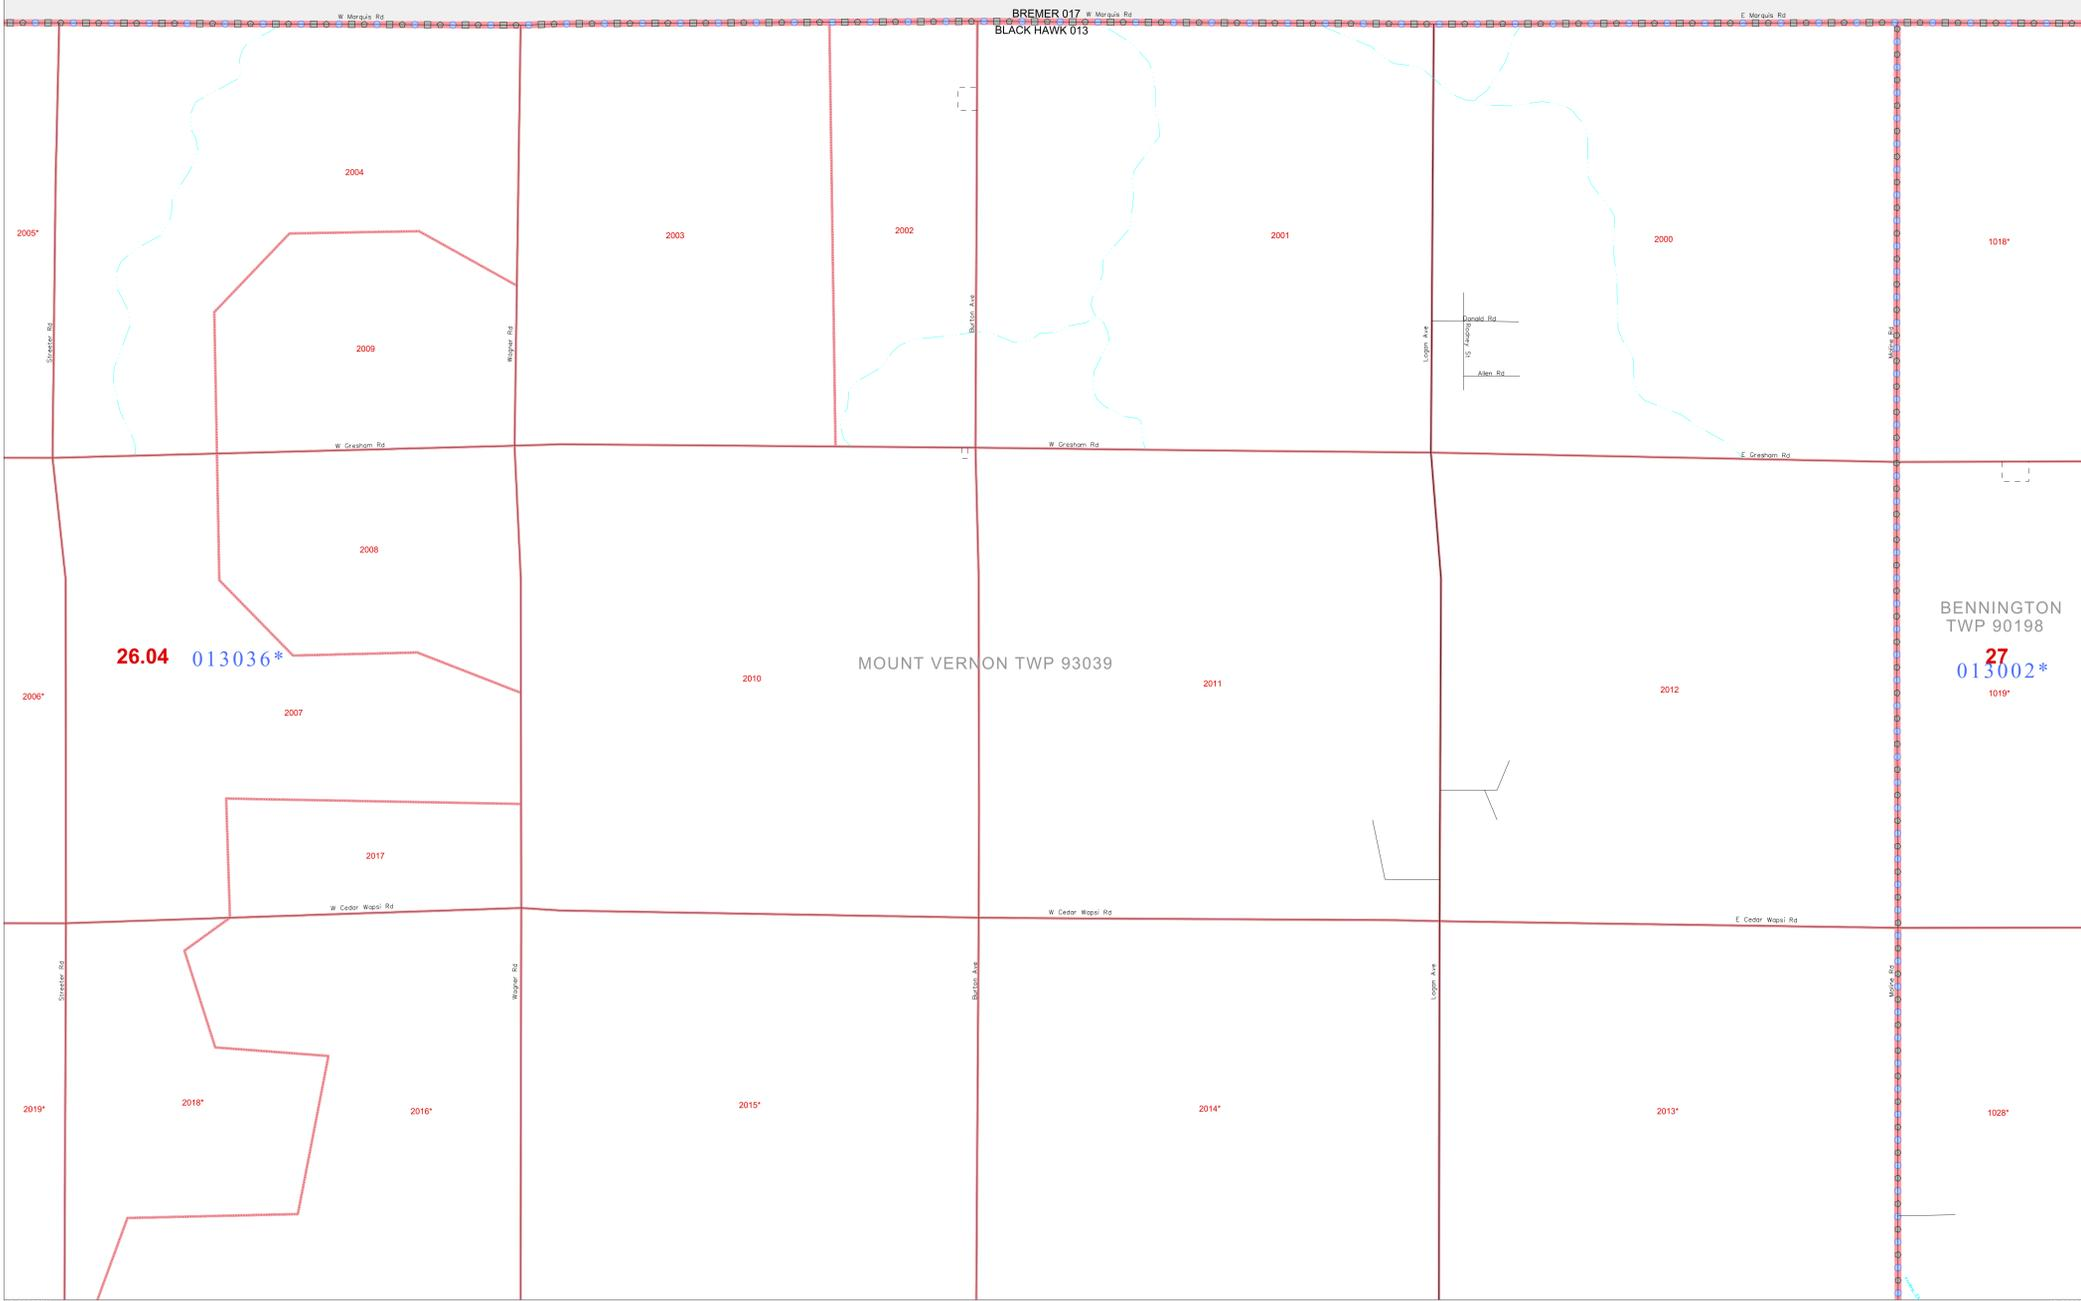 W Marquis Rd
BREMER 017
W Marquis Rd
E Marquis Rd
BLACK HAWK 013
2004
2005*
2003
2002
2001
2000
1018*
Streeter Rd
Wagner Rd
Burton Ave
Logan Ave
Donald Rd
Rodney St
Allen Rd
Moline Rd
2009
W Gresham Rd
W Gresham Rd
E Gresham Rd
2008
BENNINGTON
TWP 90198
26.04
013036*
MOUNT VERNON TWP 93039
27
013002*
2006*
2007
2010
2011
2012
1019*
2017
W Cedar Wapsi Rd
W Cedar Wapsi Rd
E Cedar Wapsi Rd
Streeter Rd
Wagner Rd
Burton Ave
Logan Ave
Moline Rd
2019*
2018*
2016*
2015*
2014*
2013*
1028*